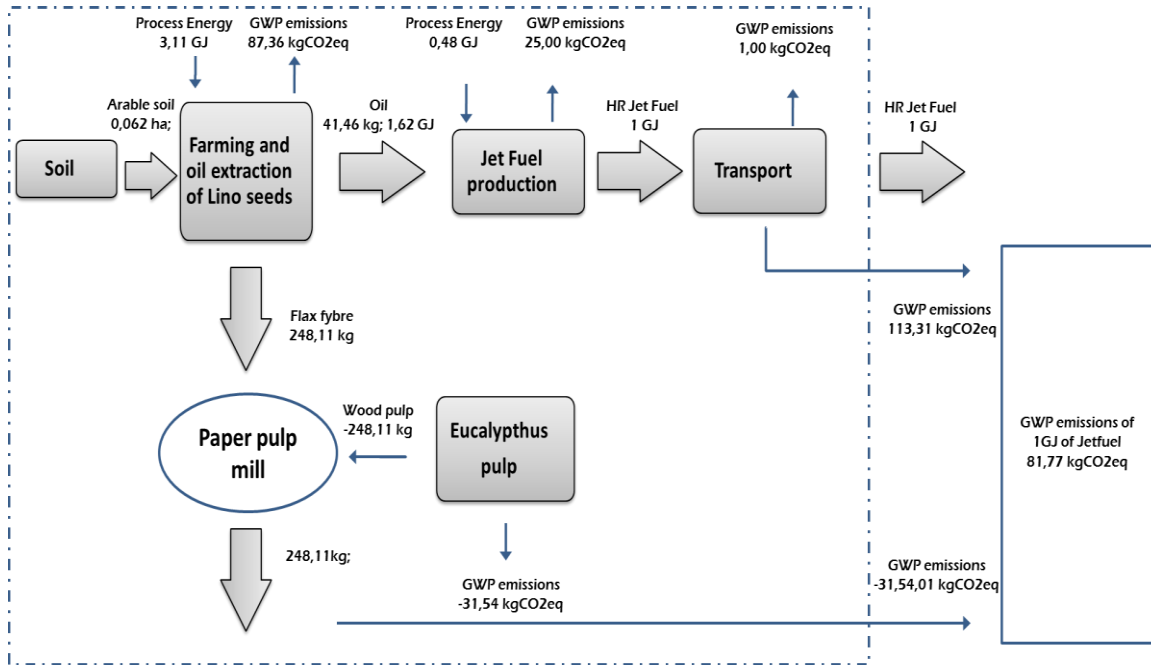 Process Energy
3,11 GJ
GWP emissions
87,36 kgCO2eq
Process Energy
0,48 GJ
GWP emissions
25,00 kgCO2eq
GWP emissions
1,00 kgCO2eq
Arable soil
0,062 ha;
Oil
41,46 kg; 1,62 GJ
HR Jet Fuel
1 GJ
HR Jet Fuel
1 GJ
Soil
Farming and
oil extraction
of Lino seeds
Jet Fuel
production
Transport
Flax fybre
248,11 kg
GWP emissions
113,31 kgCO2eq
Wood pulp
-248,11 kg
Paper pulp
mill
Eucalypthus
pulp
GWP emissions of
1GJ of Jetfuel
81,77 kgCO2eq
248,11kg;
GWP emissions
-31,54 kgCO2eq
GWP emissions
-31,54,01 kgCO2eq